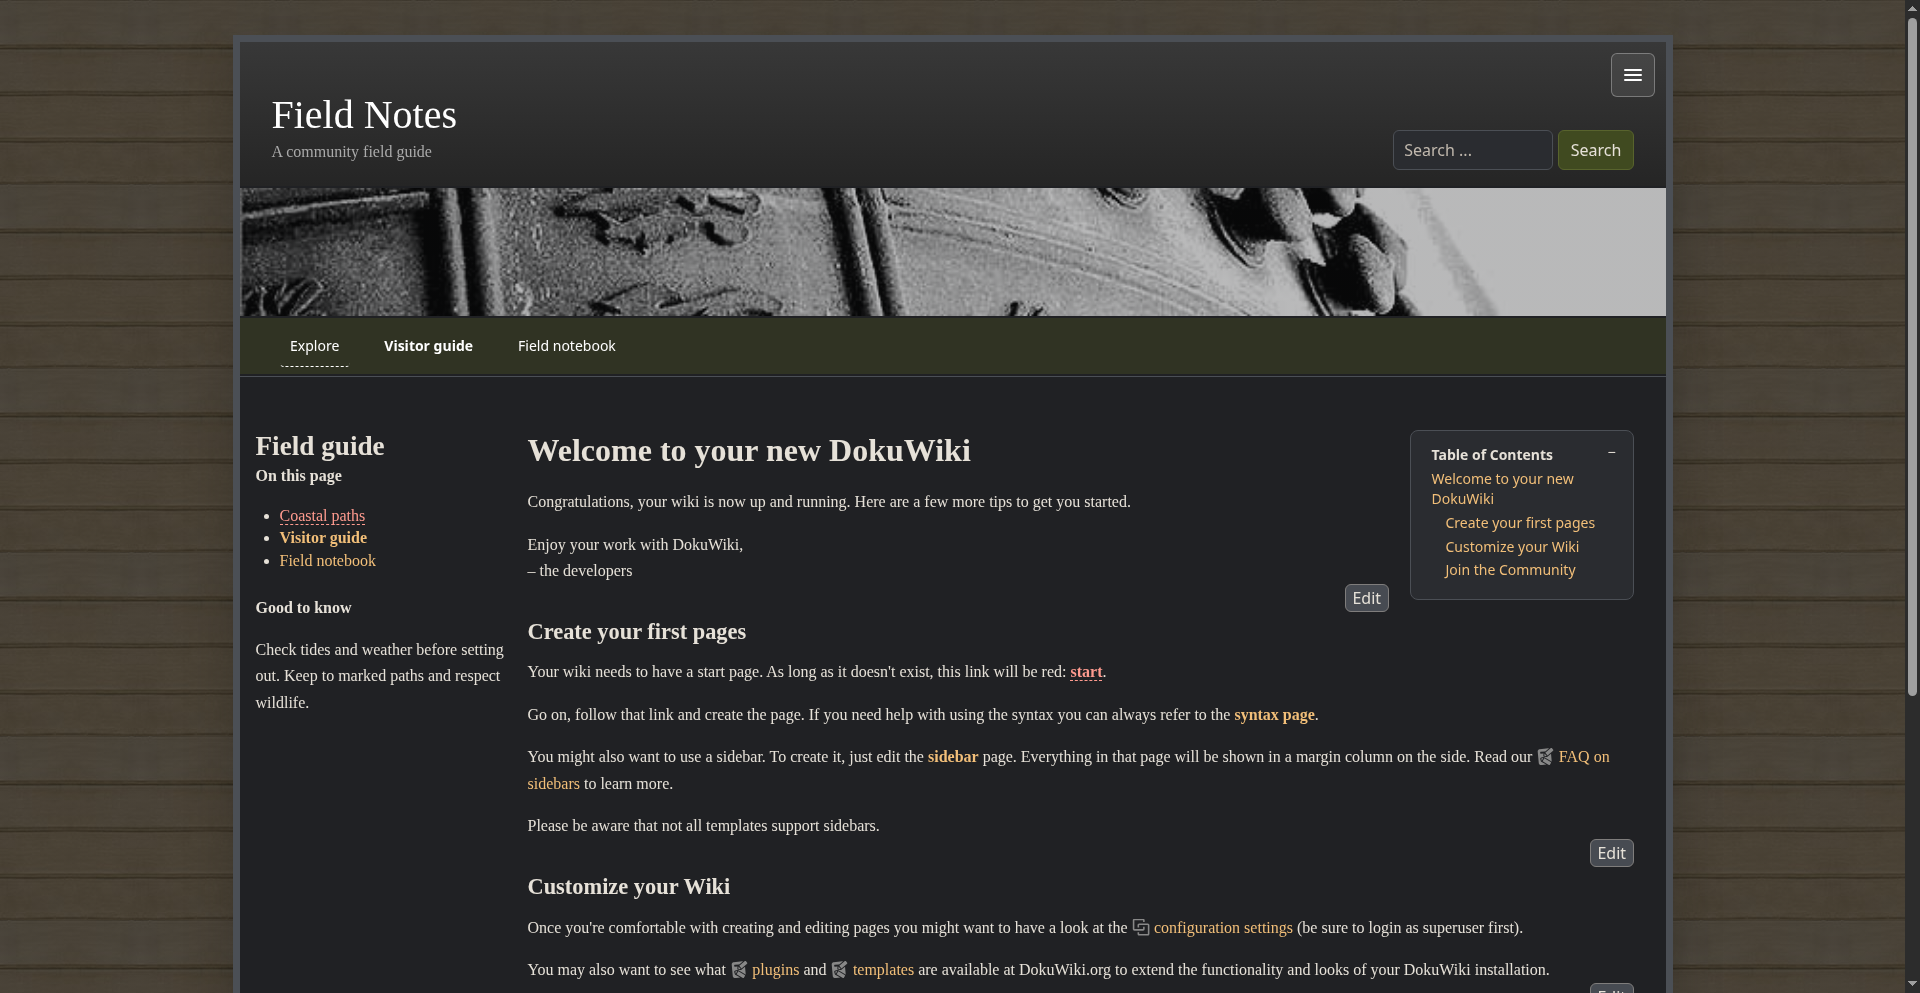 Field Notes
A community field guide
Search ...
Search
Explore
Visitor guide
Field notebook
Field guide
On this page
Coastal paths
Visitor guide
Field notebook
Good to know
Check tides and weather before setting
out. Keep to marked paths and respect
wildlife.
Welcome to your new DokuWiki
Congratulations, your wiki is now up and running. Here are a few more tips to get you started.
Enjoy your work with DokuWiki,
– the developers
Edit
Table of Contents
Welcome to your new
DokuWiki
Create your first pages
Customize your Wiki
Join the Community
Create your first pages
Your wiki needs to have a start page. As long as it doesn't exist, this link will be red: start.
Go on, follow that link and create the page. If you need help with using the syntax you can always refer to the syntax page.
You might also want to use a sidebar. To create it, just edit the sidebar page. Everything in that page will be shown in a margin column on the side. Read our FAQ on
sidebars to learn more.
Please be aware that not all templates support sidebars.
Edit
Customize your Wiki
Once you're comfortable with creating and editing pages you might want to have a look at the configuration settings (be sure to login as superuser first).
You may also want to see what plugins and templates are available at DokuWiki.org to extend the functionality and looks of your DokuWiki installation.